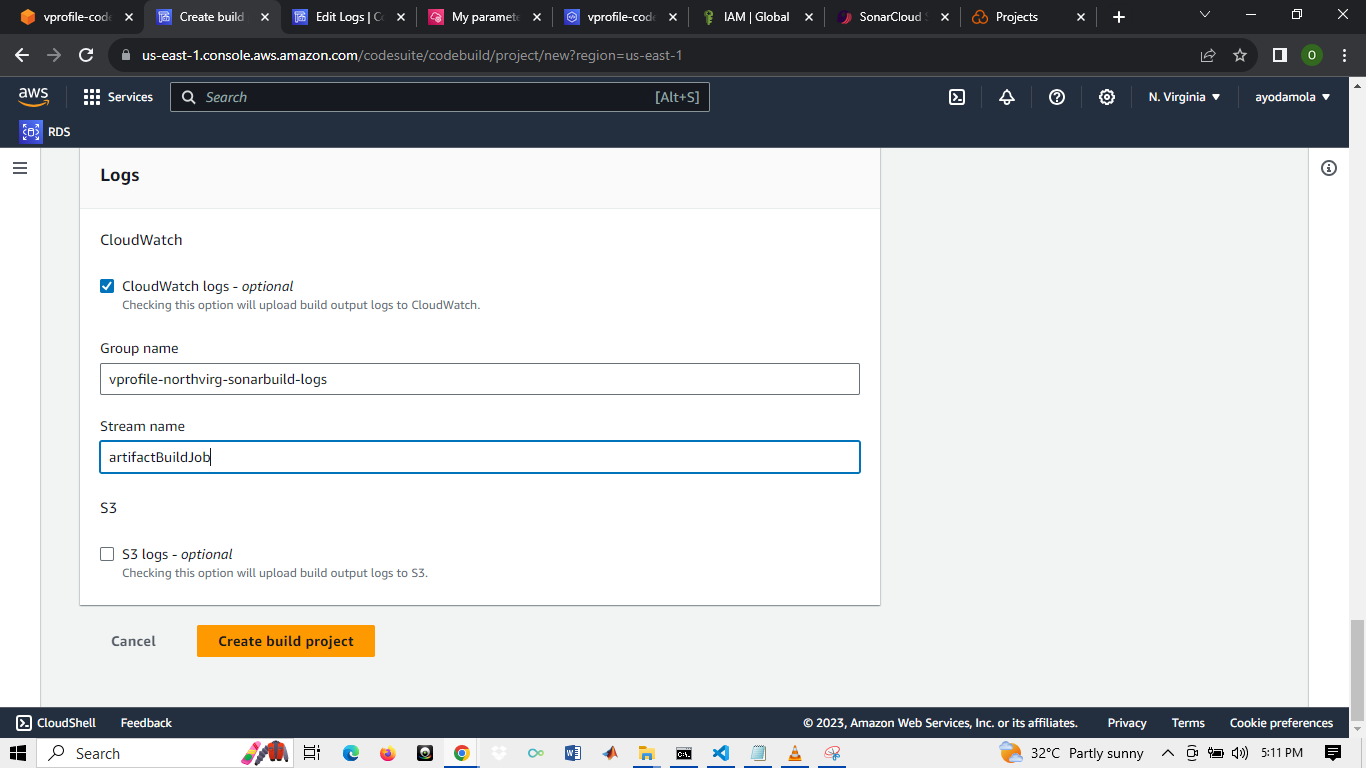 vprofile-code
Create build
Edit Logs | Co
My paramete
vprofile-code
IAM | Global
SonarCloud S
Projects
us-east-1.console.aws.amazon.com/codesuite/codebuild/project/new?region=us-east-1
O
aws
Services
Search
[Alt+S]
N. Virginia
ayodamola
RDS
Logs
CloudWatch
CloudWatch logs - optional
Checking this option will upload build output logs to CloudWatch.
Group name
vprofile-northvirg-sonarbuild-logs
Stream name
artifactBuildJob
S3
S3 logs - optional
Checking this option will upload build output logs to S3.
Cancel
Create build project
CloudShell
Feedback
© 2023, Amazon Web Services, Inc. or its affiliates.
Privacy
Terms
Cookie preferences
Search
32°C Partly sunny
5:11 PM